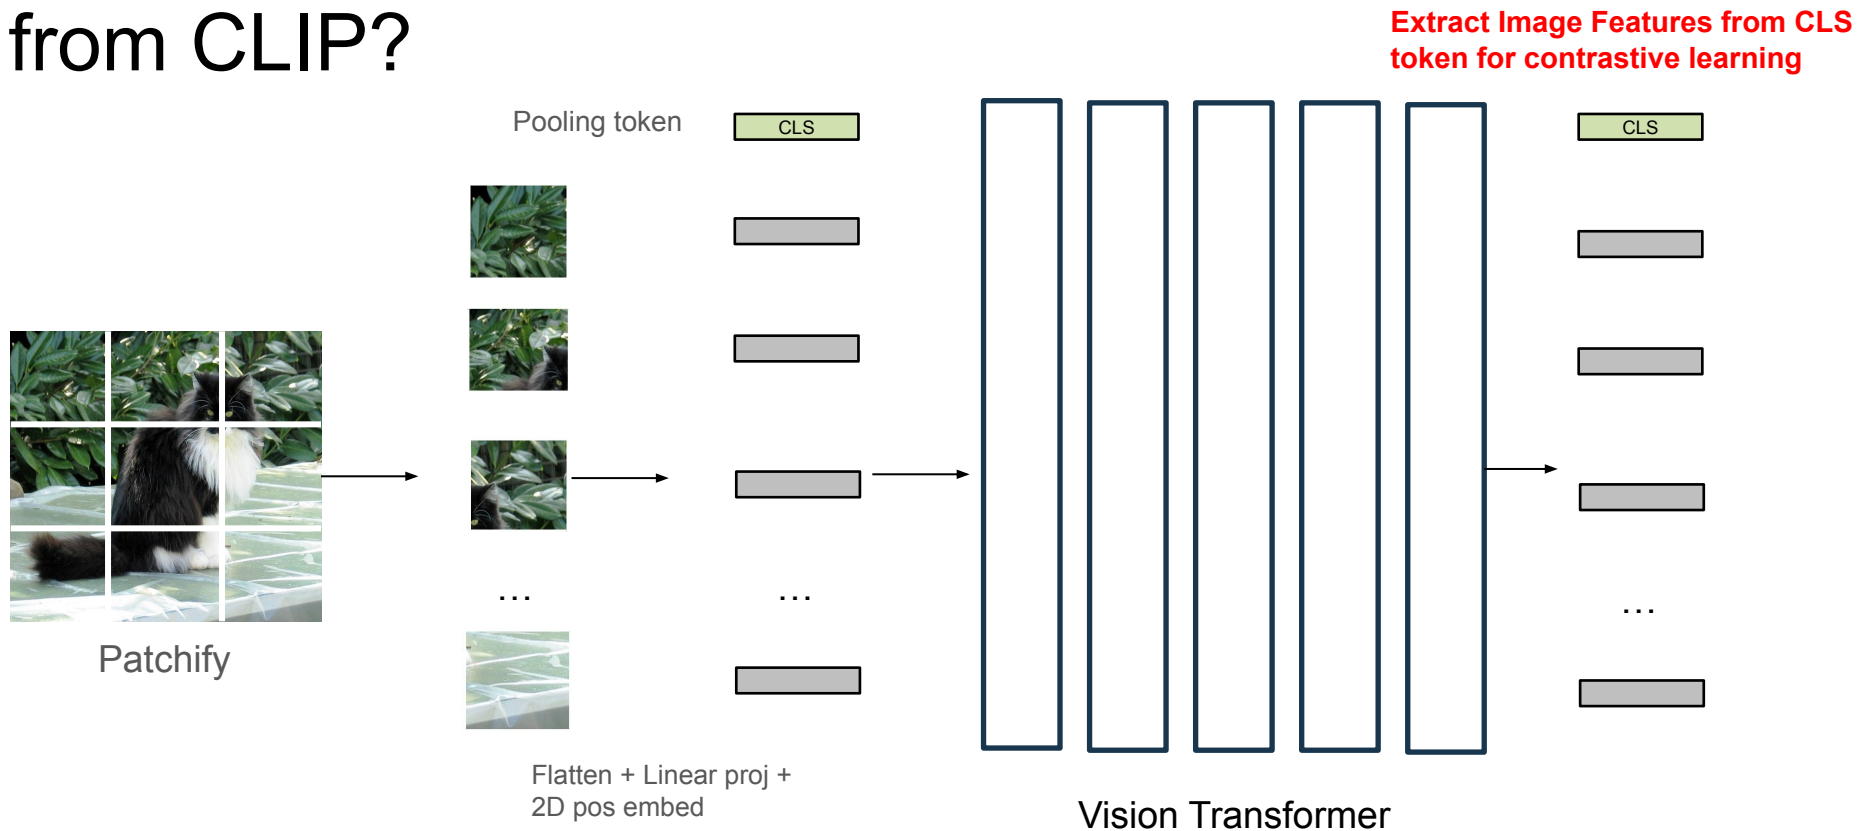 from CLIP?
Extract Image Features from CLS
token for contrastive learning
Pooling token
CLS
CLS
...
...
...
Patchify
Flatten + Linear proj +
2D pos embed
Vision Transformer